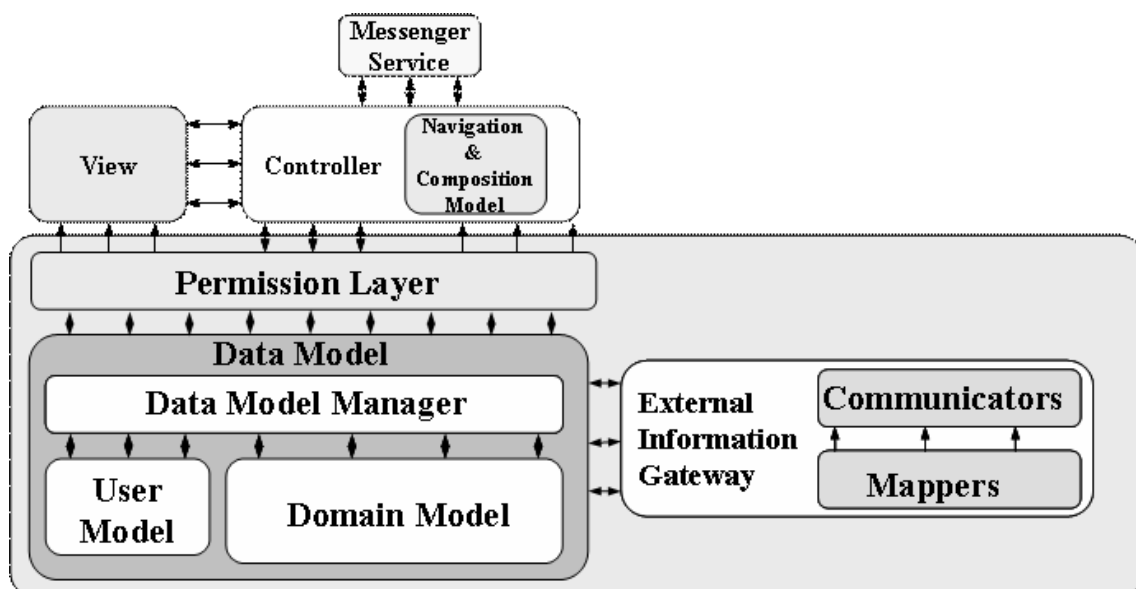 Messenger
Service
View
Controller
Navigation
&
Composition
Model
Permission Layer
Data Model
Data Model Manager
User
Model
Domain Model
External
Information
Gateway
Communicators
Mappers